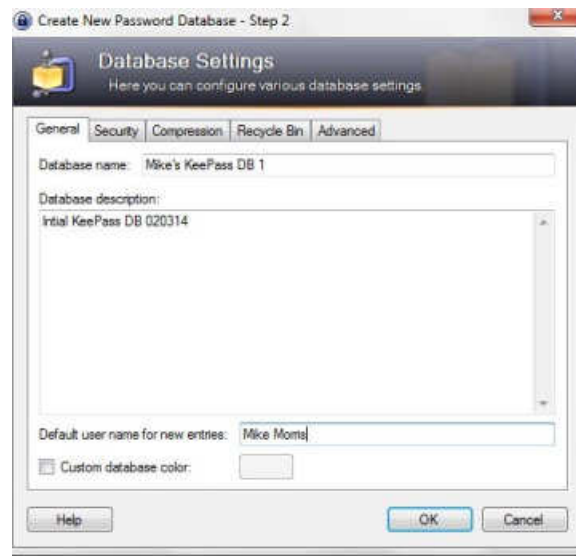 Create New Password Database - Step 2
Database Settings
Here you can configure various database settings.
General Security Compression Recycle Bin Advanced
Database name: Mike's KeePass DB 1
Database description:
Intial KeePass DB 020314
Default user name for new entries: Mike Morris
Custom database color:
Help OK Cancel